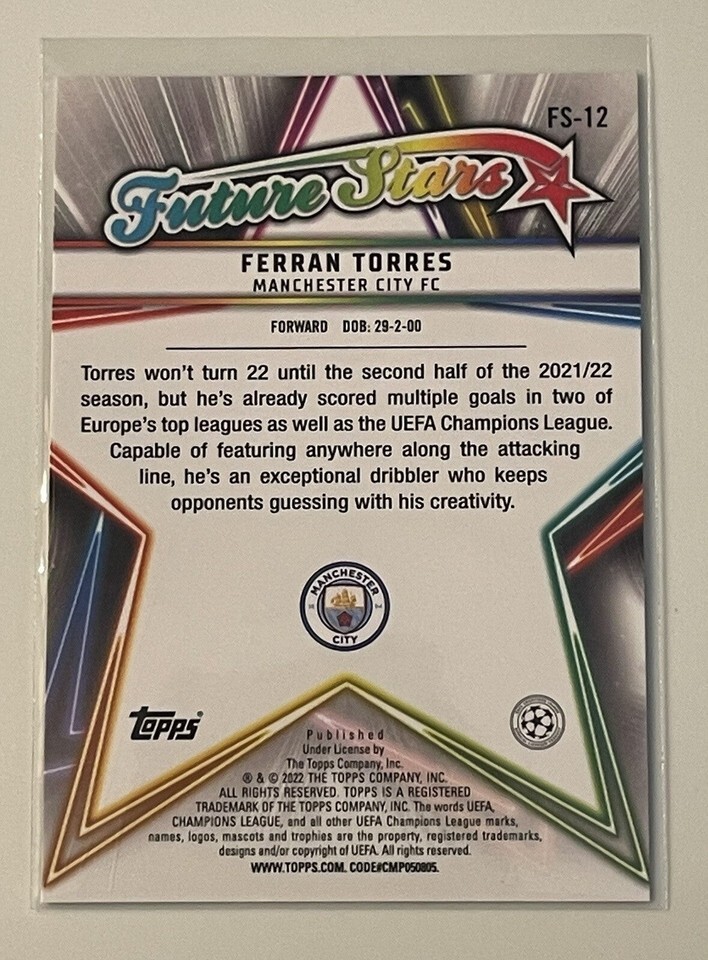 FS-12
Future Stars
FERRAN TORRES
MANCHESTER CITY FC
FORWARD DOB: 29-2-00
Torres won't turn 22 until the second half of the 2021/22
season, but he's already scored multiple goals in two of
Europe's top leagues as well as the UEFA Champions League.
Capable of featuring anywhere along the attacking
line, he's an exceptional dribbler who keeps
opponents guessing with his creativity.
MANCHESTER
18 94
CITY
topps®
Published
Under License by
The Topps Company, Inc.
® & © 2022 THE TOPPS COMPANY, INC.
ALL RIGHTS RESERVED. TOPPS IS A REGISTERED
TRADEMARK OF THE TOPPS COMPANY, INC. The words UEFA,
CHAMPIONS LEAGUE, and all other UEFA Champions League marks,
names, logos, mascots and trophies are the property, registered trademarks,
designs and/or copyright of UEFA. All rights reserved.
WWW.TOPPS.COM. CODE#CMP050805.